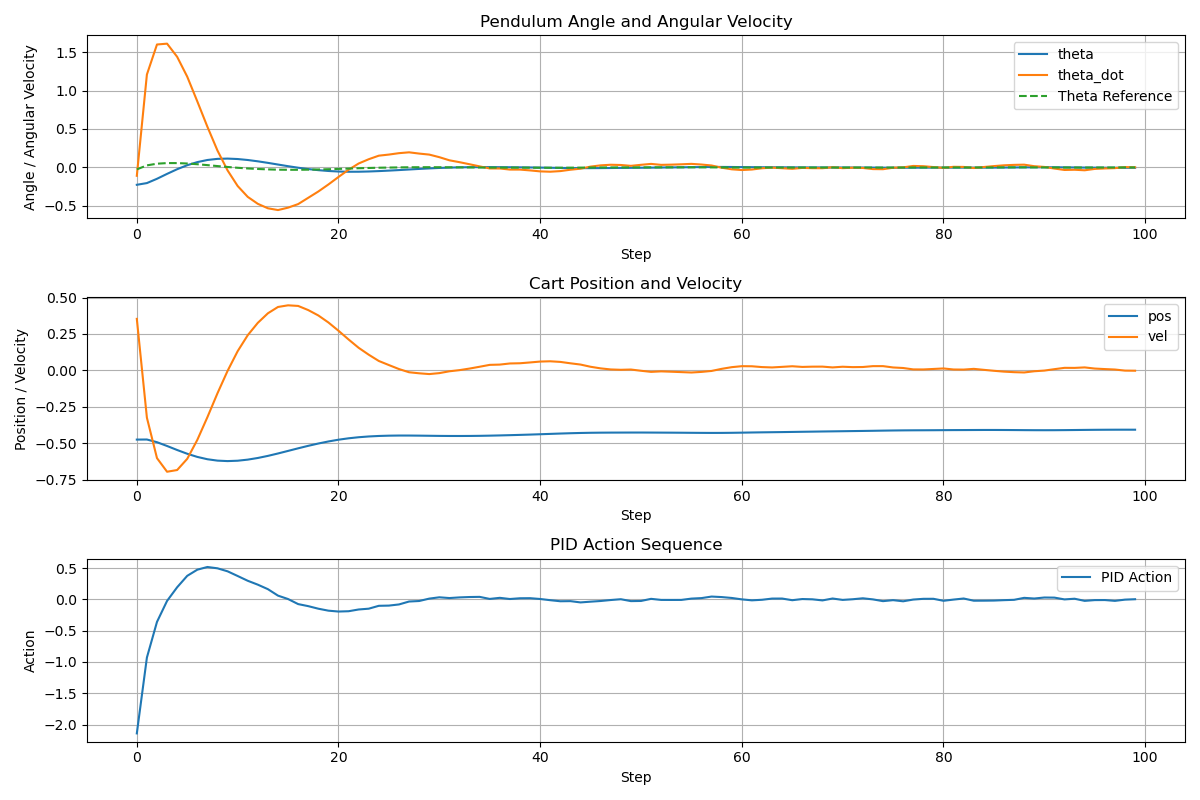 Pendulum Angle and Angular Velocity
Angle / Angular Velocity
1.5
1.0
0.5
0.0
−0.5
theta
theta_dot
Theta Reference
0 20 40 60 80 100
Step
Cart Position and Velocity
Position / Velocity
0.50
0.25
0.00
−0.25
−0.50
−0.75
pos
vel
0 20 40 60 80 100
Step
PID Action Sequence
Action
0.5
0.0
−0.5
−1.0
−1.5
−2.0
PID Action
0 20 40 60 80 100
Step